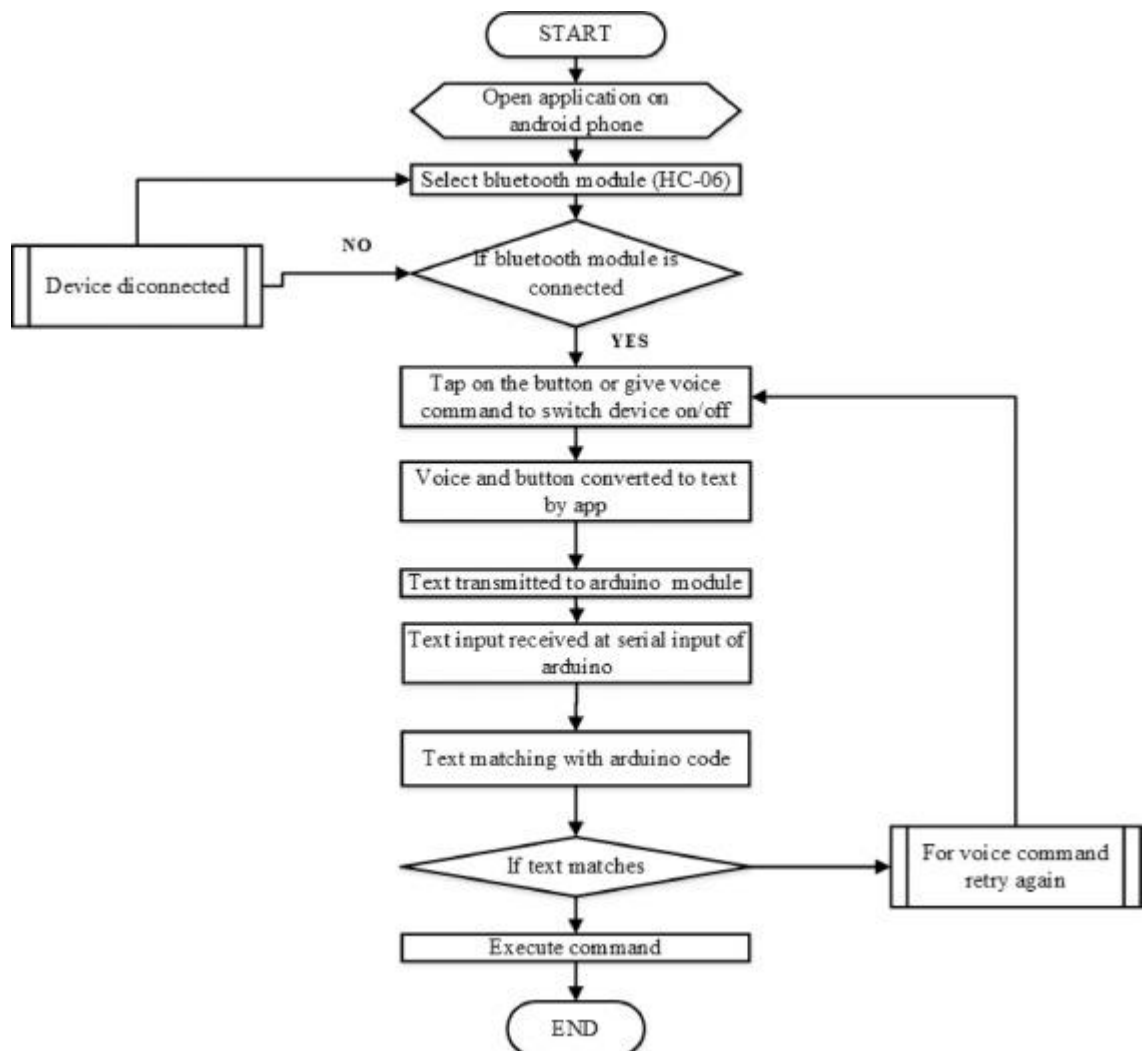 START
Open application on
android phone
Select bluetooth module (HC-06)
NO
If bluetooth module is
connected
Device diconnected
YES
Tap on the button or give voice
command to switch device on/off
Voice and button converted to text
by app
Text transmitted to arduino module
Text input received at serial input of
arduino
Text matching with arduino code
If text matches
For voice command
retry again
Execute command
END